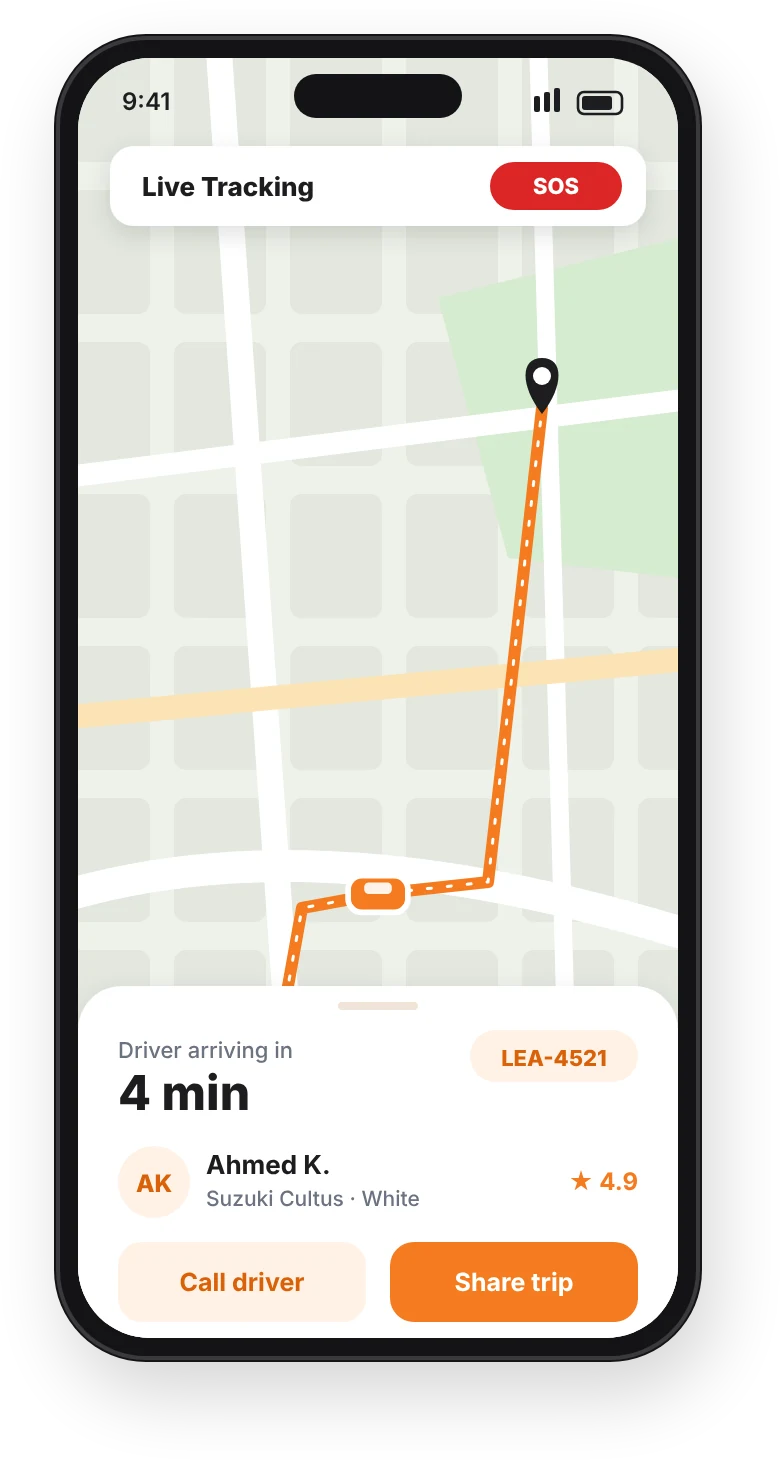 9:41
Live Tracking
SOS
Driver arriving in
4 min
LEA-4521
AK
Ahmed K.
Suzuki Cultus · White
★ 4.9
Call driver
Share trip